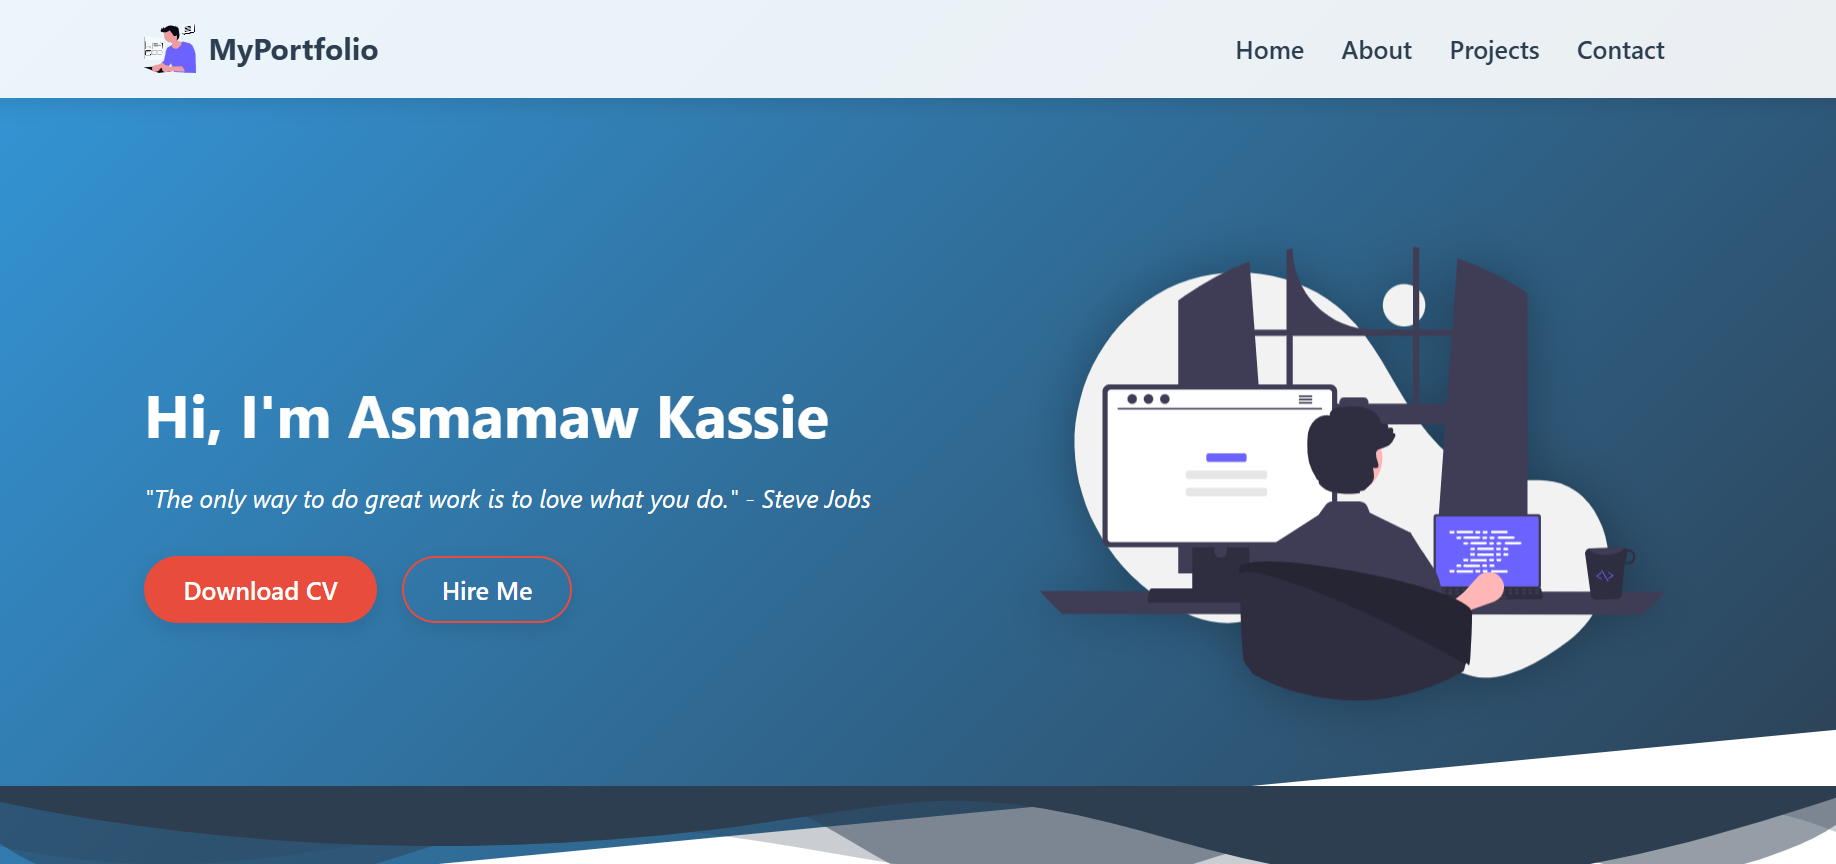 MyPortfolio
Home About Projects Contact
Hi, I'm Asmamaw Kassie
"The only way to do great work is to love what you do." - Steve Jobs
Download CV Hire Me